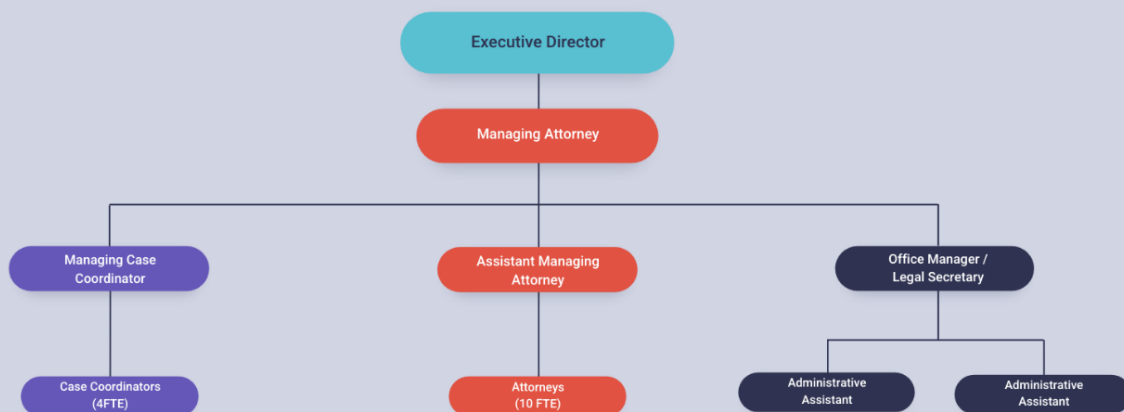 Executive Director
Managing Attorney
Managing Case
Coordinator
Assistant Managing
Attorney
Office Manager /
Legal Secretary
Case Coordinators
(4FTE)
Attorneys
(10 FTE)
Administrative
Assistant
Administrative
Assistant